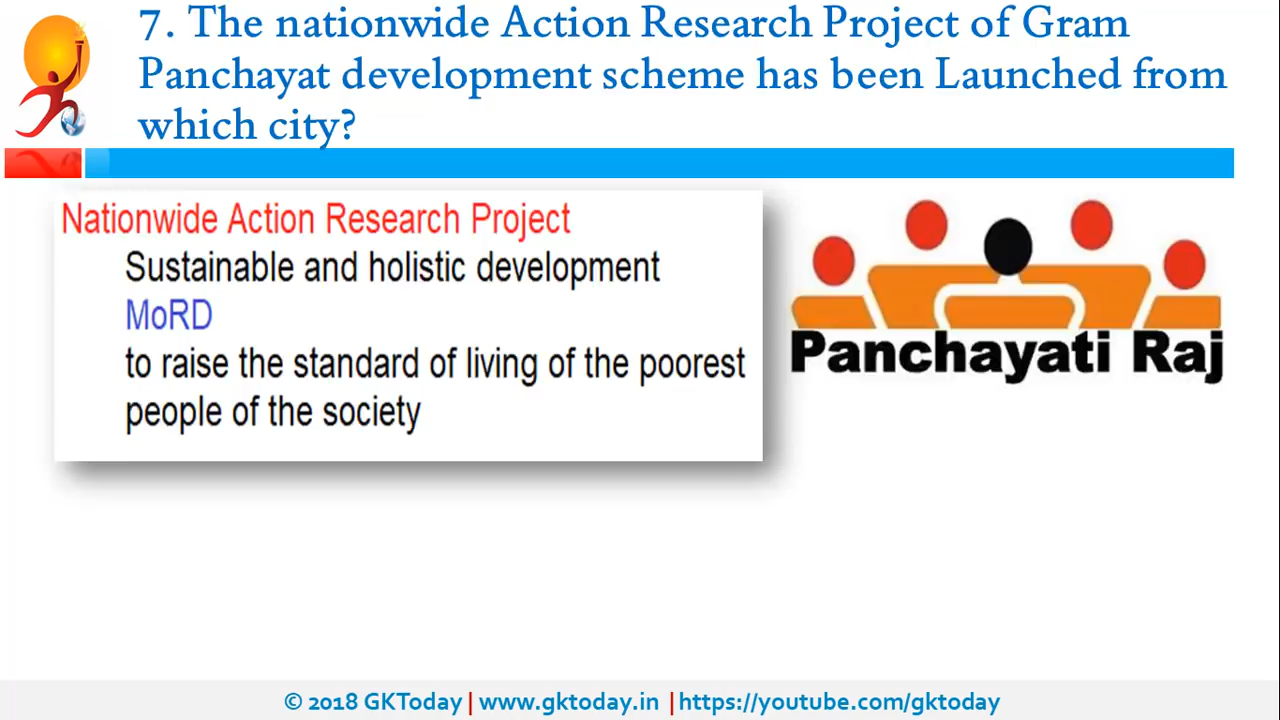 7. The nationwide Action Research Project of Gram
Panchayat development scheme has been Launched from
which city?
Nationwide Action Research Project
Sustainable and holistic development
MoRD
to raise the standard of living of the poorest
people of the society
Panchayati Raj
© 2018 GKToday | www.gktoday.in | https://youtube.com/gktoday